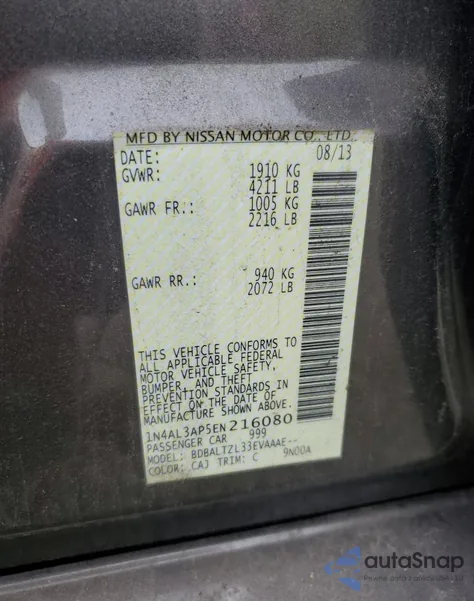 MFD BY NISSAN MOTOR CO., LTD.
DATE: 08/13
GVWR: 1910 KG
4211 LB
GAWR FR.: 1005 KG
2216 LB
GAWR RR.: 940 KG
2072 LB
THIS VEHICLE CONFORMS TO
ALL APPLICABLE FEDERAL
MOTOR VEHICLE SAFETY,
BUMPER, AND THEFT
PREVENTION STANDARDS IN
EFFECT ON THE DATE OF
MANUFACTURE SHOWN ABOVE.
1N4AL3AP5EN216080
PASSENGER CAR 999
MODEL: BDBALTZL33EVAAAE--
COLOR: CAJ TRIM: C 9N00A
autoSnap